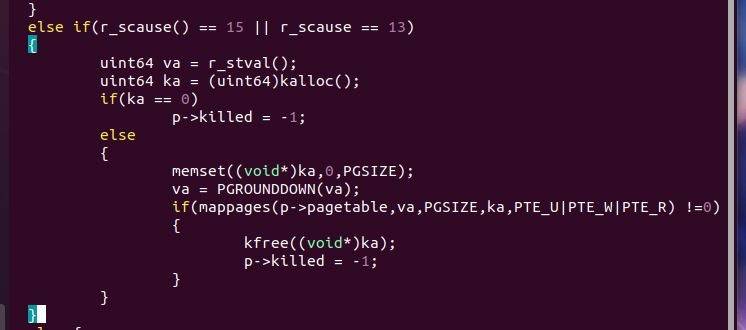 }
else if(r_scause() == 15 || r_scause == 13)
{
uint64 va = r_stval();
uint64 ka = (uint64)kalloc();
if(ka == 0)
p->killed = -1;
else
{
memset((void*)ka,0,PGSIZE);
va = PGROUNDDOWN(va);
if(mappages(p->pagetable,va,PGSIZE,ka,PTE_U|PTE_W|PTE_R) !=0)
{
kfree((void*)ka);
p->killed = -1;
}
}
}